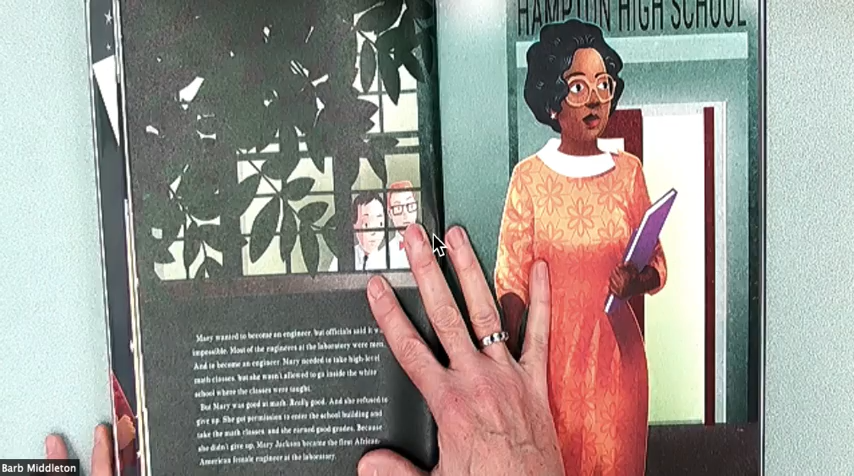 HAMPTON HIGH SCHOOL
Mary wanted to become an engineer, but officials said it was
impossible. Most of the engineers at the laboratory were men.
And to become an engineer, Mary needed to take high-level
math classes, but she wasn't allowed to go inside the white
school where the classes were taught.
But Mary was good at math. Really good. And she refused to
give up. She got permission to enter the school building and
take the math classes, and she earned good grades. Because
she didn't give up, Mary Jackson became the first African-
American female engineer at the laboratory.
Barb Middleton